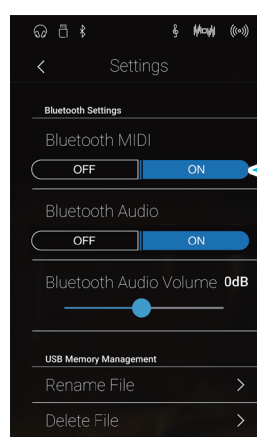 Settings
Bluetooth Settings
Bluetooth MIDI
OFF ON
Bluetooth Audio
OFF ON
Bluetooth Audio Volume 0dB
USB Memory Management
Rename File
Delete File